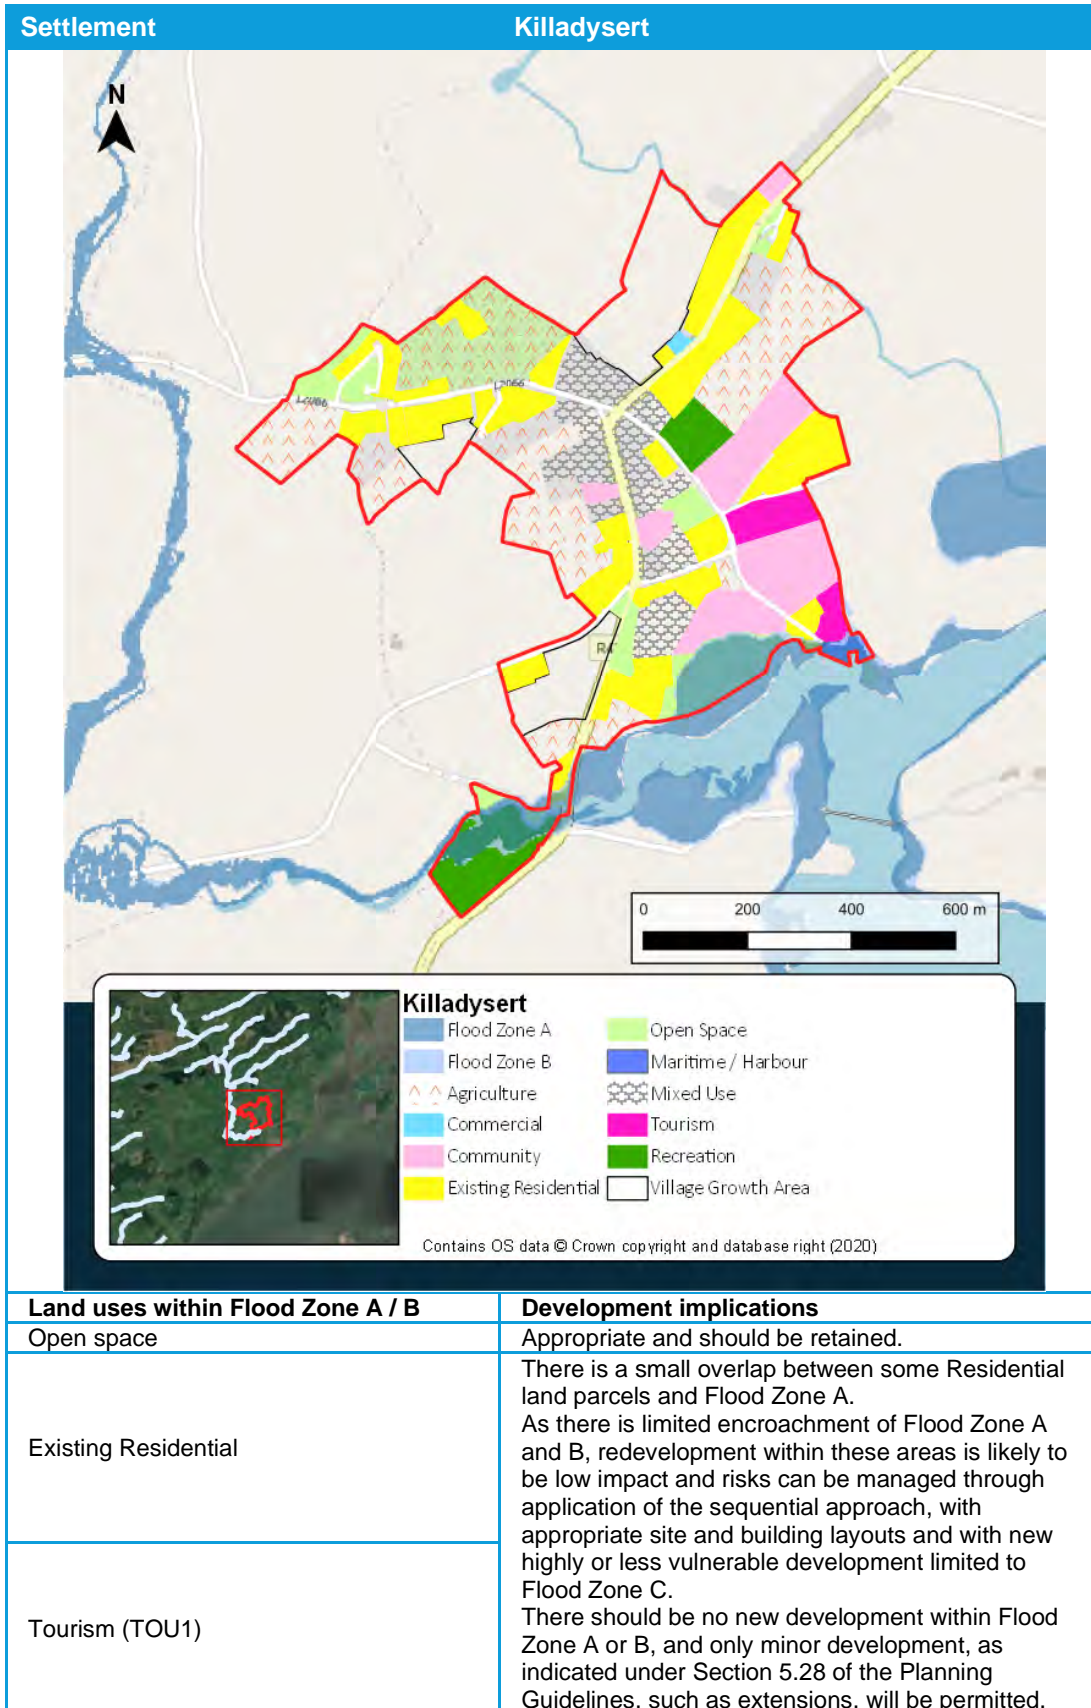 Settlement Killadysert
N
L2066
R4
0 200 400 600 m
Killadysert
Flood Zone A Open Space
Flood Zone B Maritime / Harbour
Agriculture Mixed Use
Commercial Tourism
Community Recreation
Existing Residential Village Growth Area
Contains OS data © Crown copyright and database right (2020)
Land uses within Flood Zone A / B Development implications
Open space Appropriate and should be retained.
Existing Residential
There is a small overlap between some Residential
land parcels and Flood Zone A.
As there is limited encroachment of Flood Zone A
and B, redevelopment within these areas is likely to
be low impact and risks can be managed through
application of the sequential approach, with
appropriate site and building layouts and with new
highly or less vulnerable development limited to
Flood Zone C.
Tourism (TOU1)
There should be no new development within Flood
Zone A or B, and only minor development, as
indicated under Section 5.28 of the Planning
Guidelines, such as extensions, will be permitted.